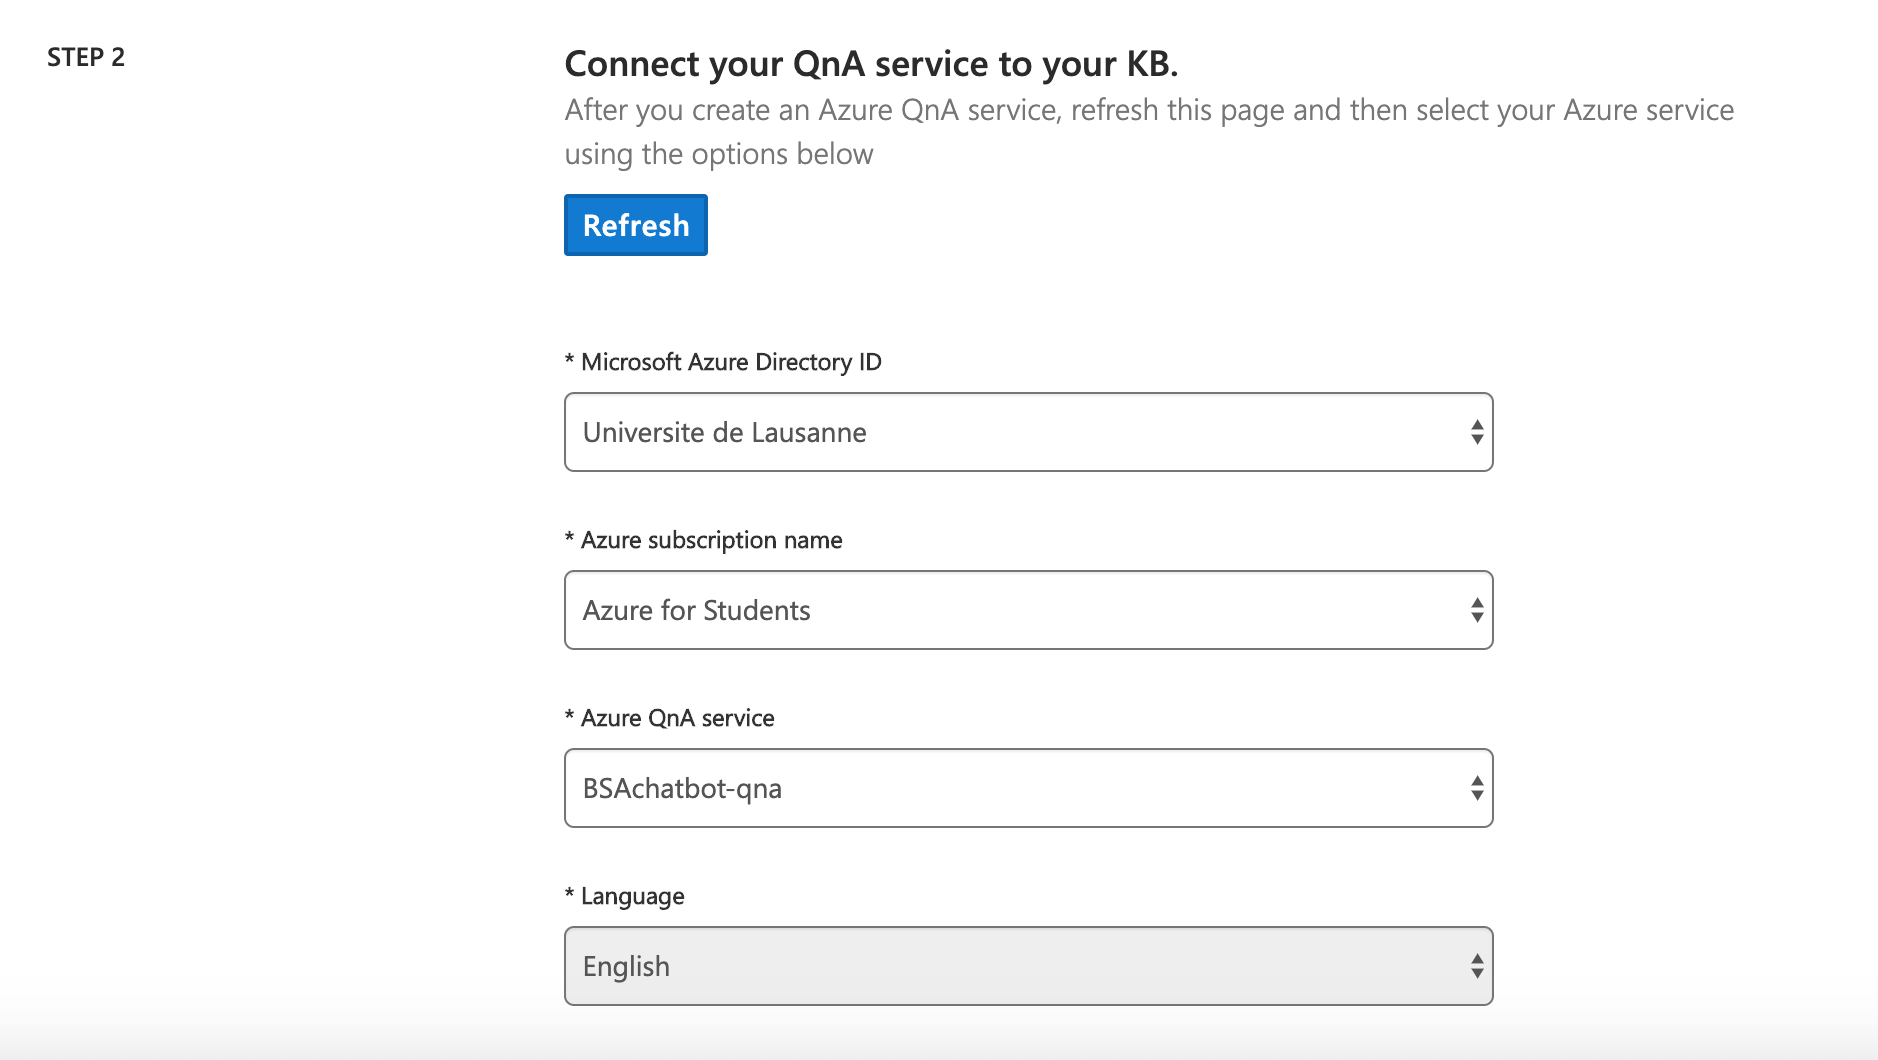 STEP 2
Connect your QnA service to your KB.
After you create an Azure QnA service, refresh this page and then select your Azure service
using the options below
Refresh
* Microsoft Azure Directory ID
Universite de Lausanne
* Azure subscription name
Azure for Students
* Azure QnA service
BSAchatbot-qna
* Language
English